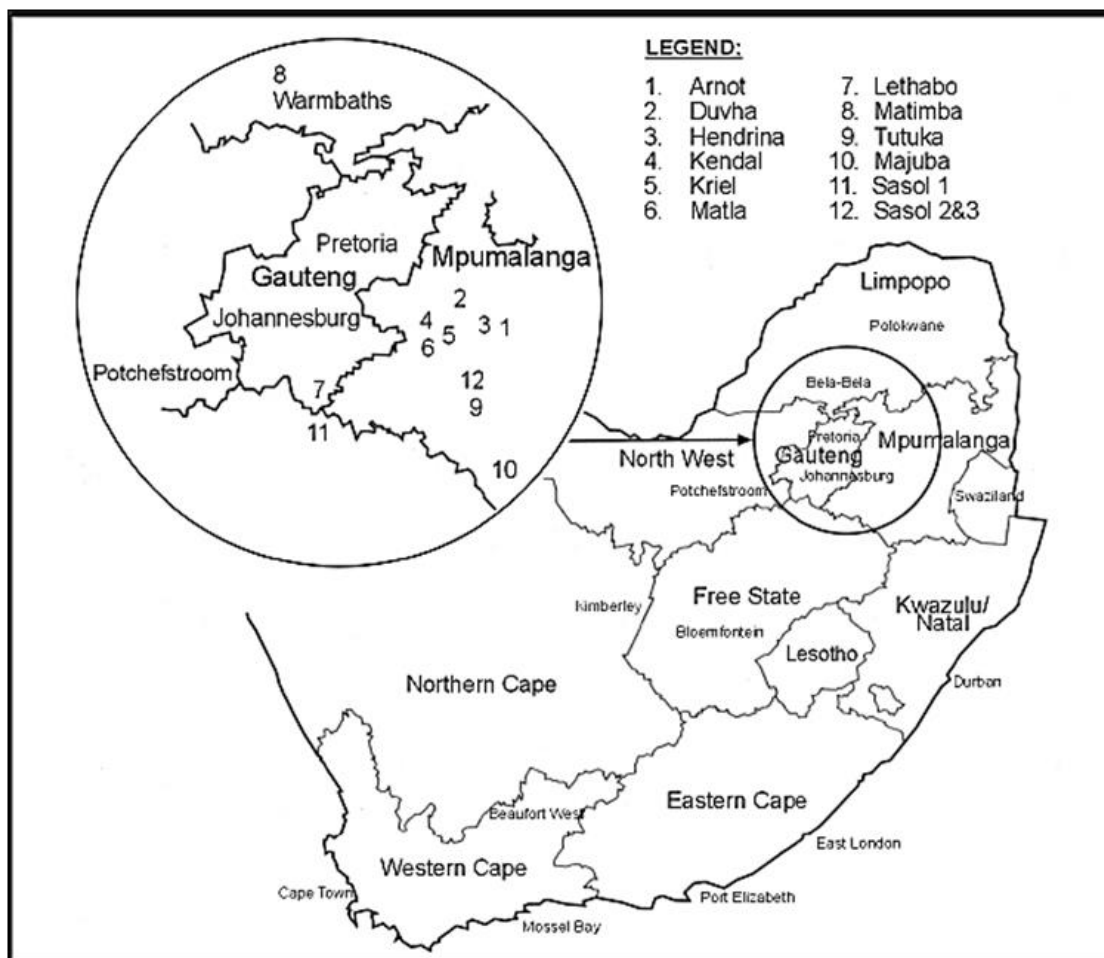 LEGEND:
1. Arnot
2 Duvha
3 Hendrina
4 Kendal
5 Kriel
6 Matla
7. Lethabo
8. Matimba
9. Tutuka
10. Majuba
11. Sasol 1
12. Sasol 2&3
8
Warmbaths
Pretoria
Mpumalanga
Gauteng
2
Johannesburg
4
5
3
1
6
Potchefstroom
12
7
9
11
10
Limpopo
Polokwane
Bela-Bela
Pretoria
Mpumalanga
North West
Gauteng
Johannesburg
Potchefstroom
Swaziland
Free State
Kimberley
Kwazulu/
Natal
Bloemfontein
Lesotho
Northern Cape
Durban
Eastern Cape
Beaufort West
East London
Western Cape
Cape Town
Port Elizabeth
Mossel Bay